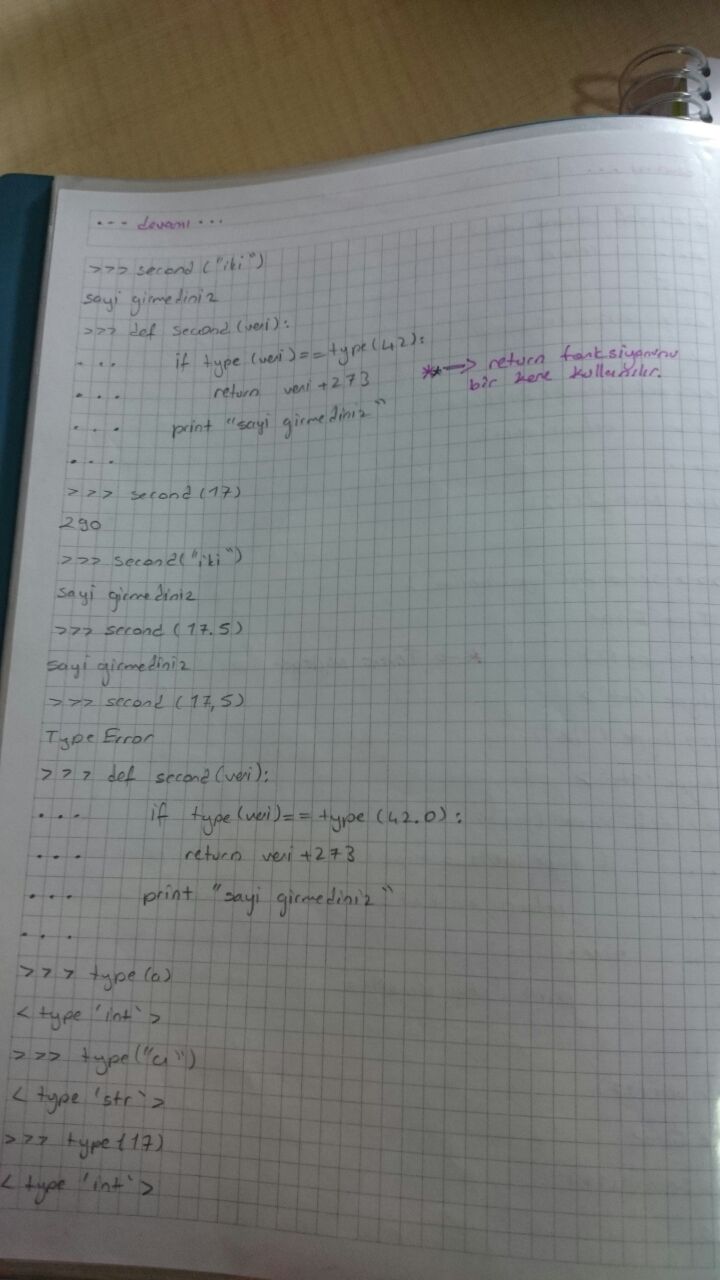 ... devamı ...
>>> second ("iki")
sayi girmediniz
>>> def second(veri):
... if type (veri)==type(42):
... return veri+273
**-> return fonksiyonunu
bir kere kullanılır.
... print "sayi girmediniz"
...
>>> second(17)
290
>>> second("iki")
sayi girmediniz
>>> second (17.5)
sayi girmediniz
>>> second (17,5)
Type Error
>>> def second(veri):
... if type(veri)==type(42.0):
... return veri+273
... print "sayi girmediniz"
...
>>> type(a)
<type 'int'>
>>> type("a")
<type 'str'>
>>> type(17)
<type 'int'>